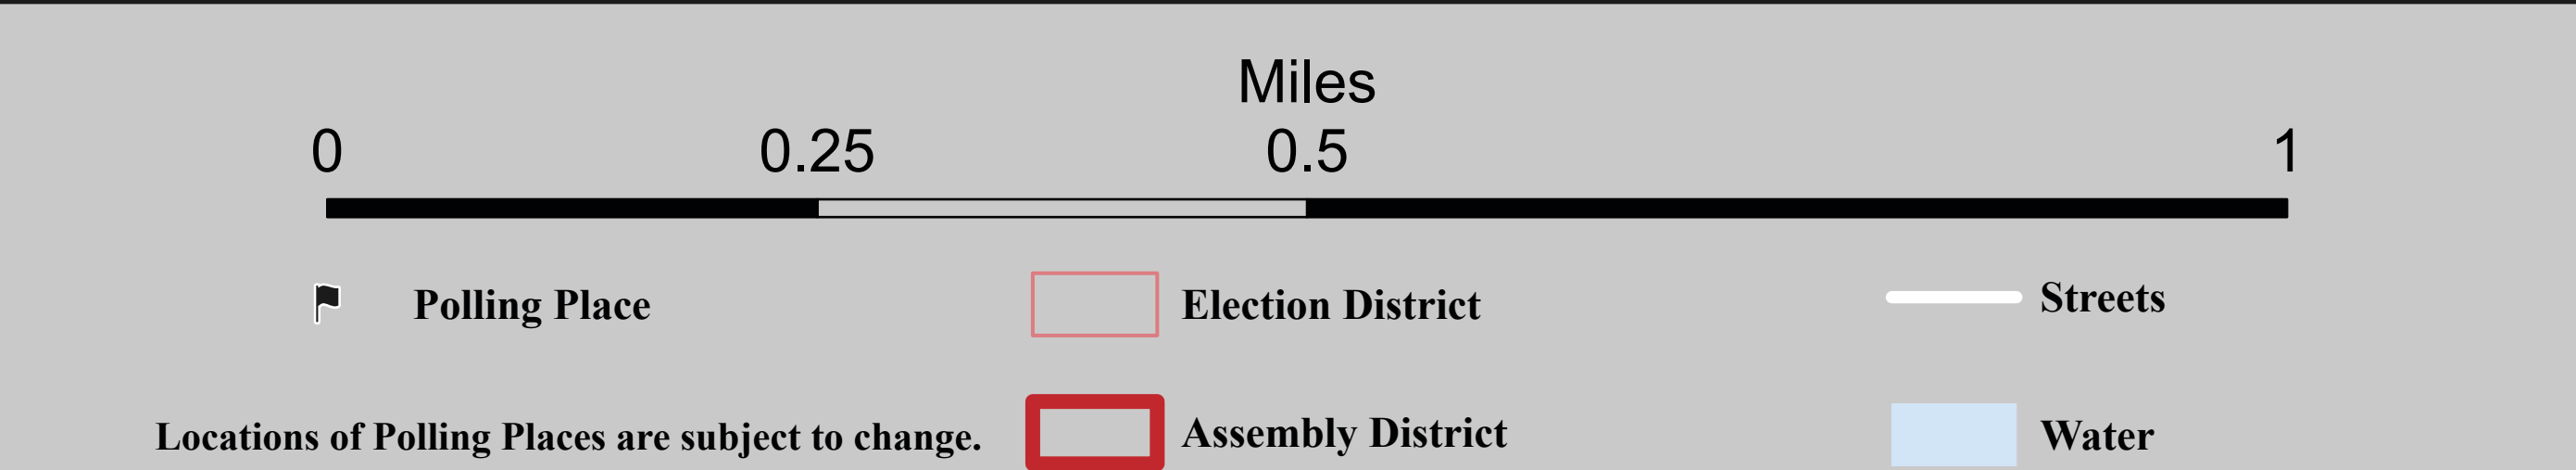 Miles
0 0.25 0.5 1
Polling Place Election District Streets
Locations of Polling Places are subject to change. Assembly District Water